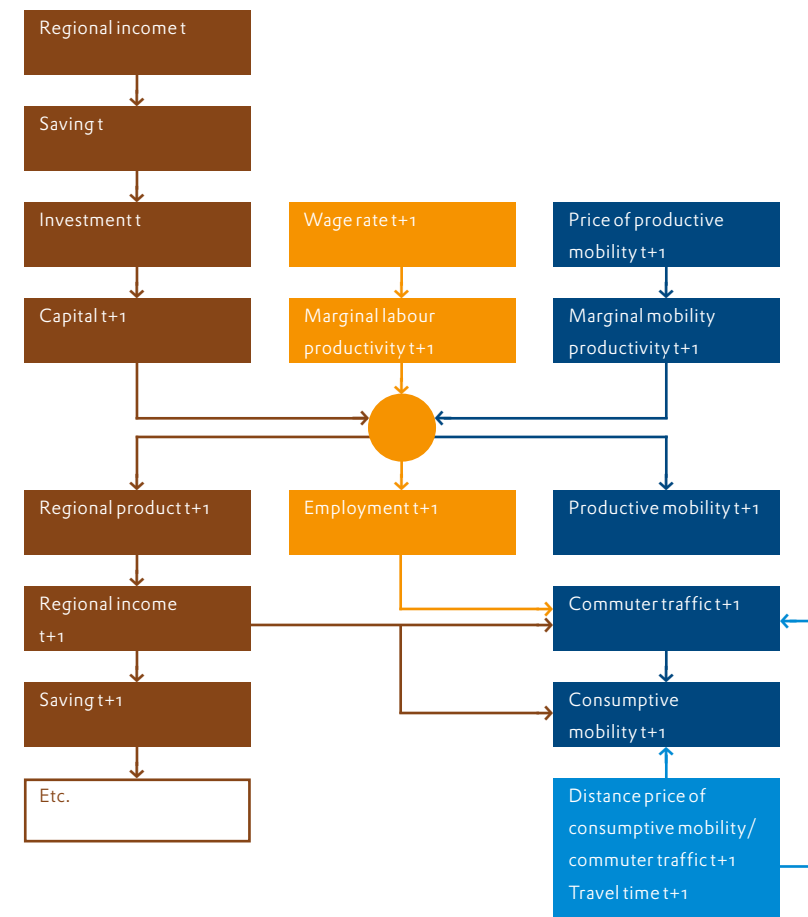 Regional income t
Saving t
Investment t
Wage rate t+1
Price of productive
mobility t+1
Capital t+1
Marginal labour
productivity t+1
Marginal mobility
productivity t+1
Regional product t+1
Employment t+1
Productive mobility t+1
Regional income
t+1
Commuter traffic t+1
Saving t+1
Consumptive
mobility t+1
Etc.
Distance price of
consumptive mobility/
commuter traffic t+1
Travel time t+1